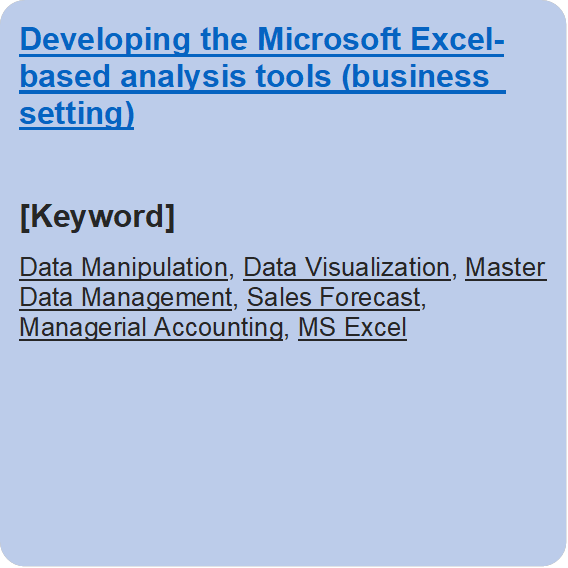 Developing the Microsoft Excel-
based analysis tools (business
setting)
[Keyword]
Data Manipulation, Data Visualization, Master
Data Management, Sales Forecast,
Managerial Accounting, MS Excel